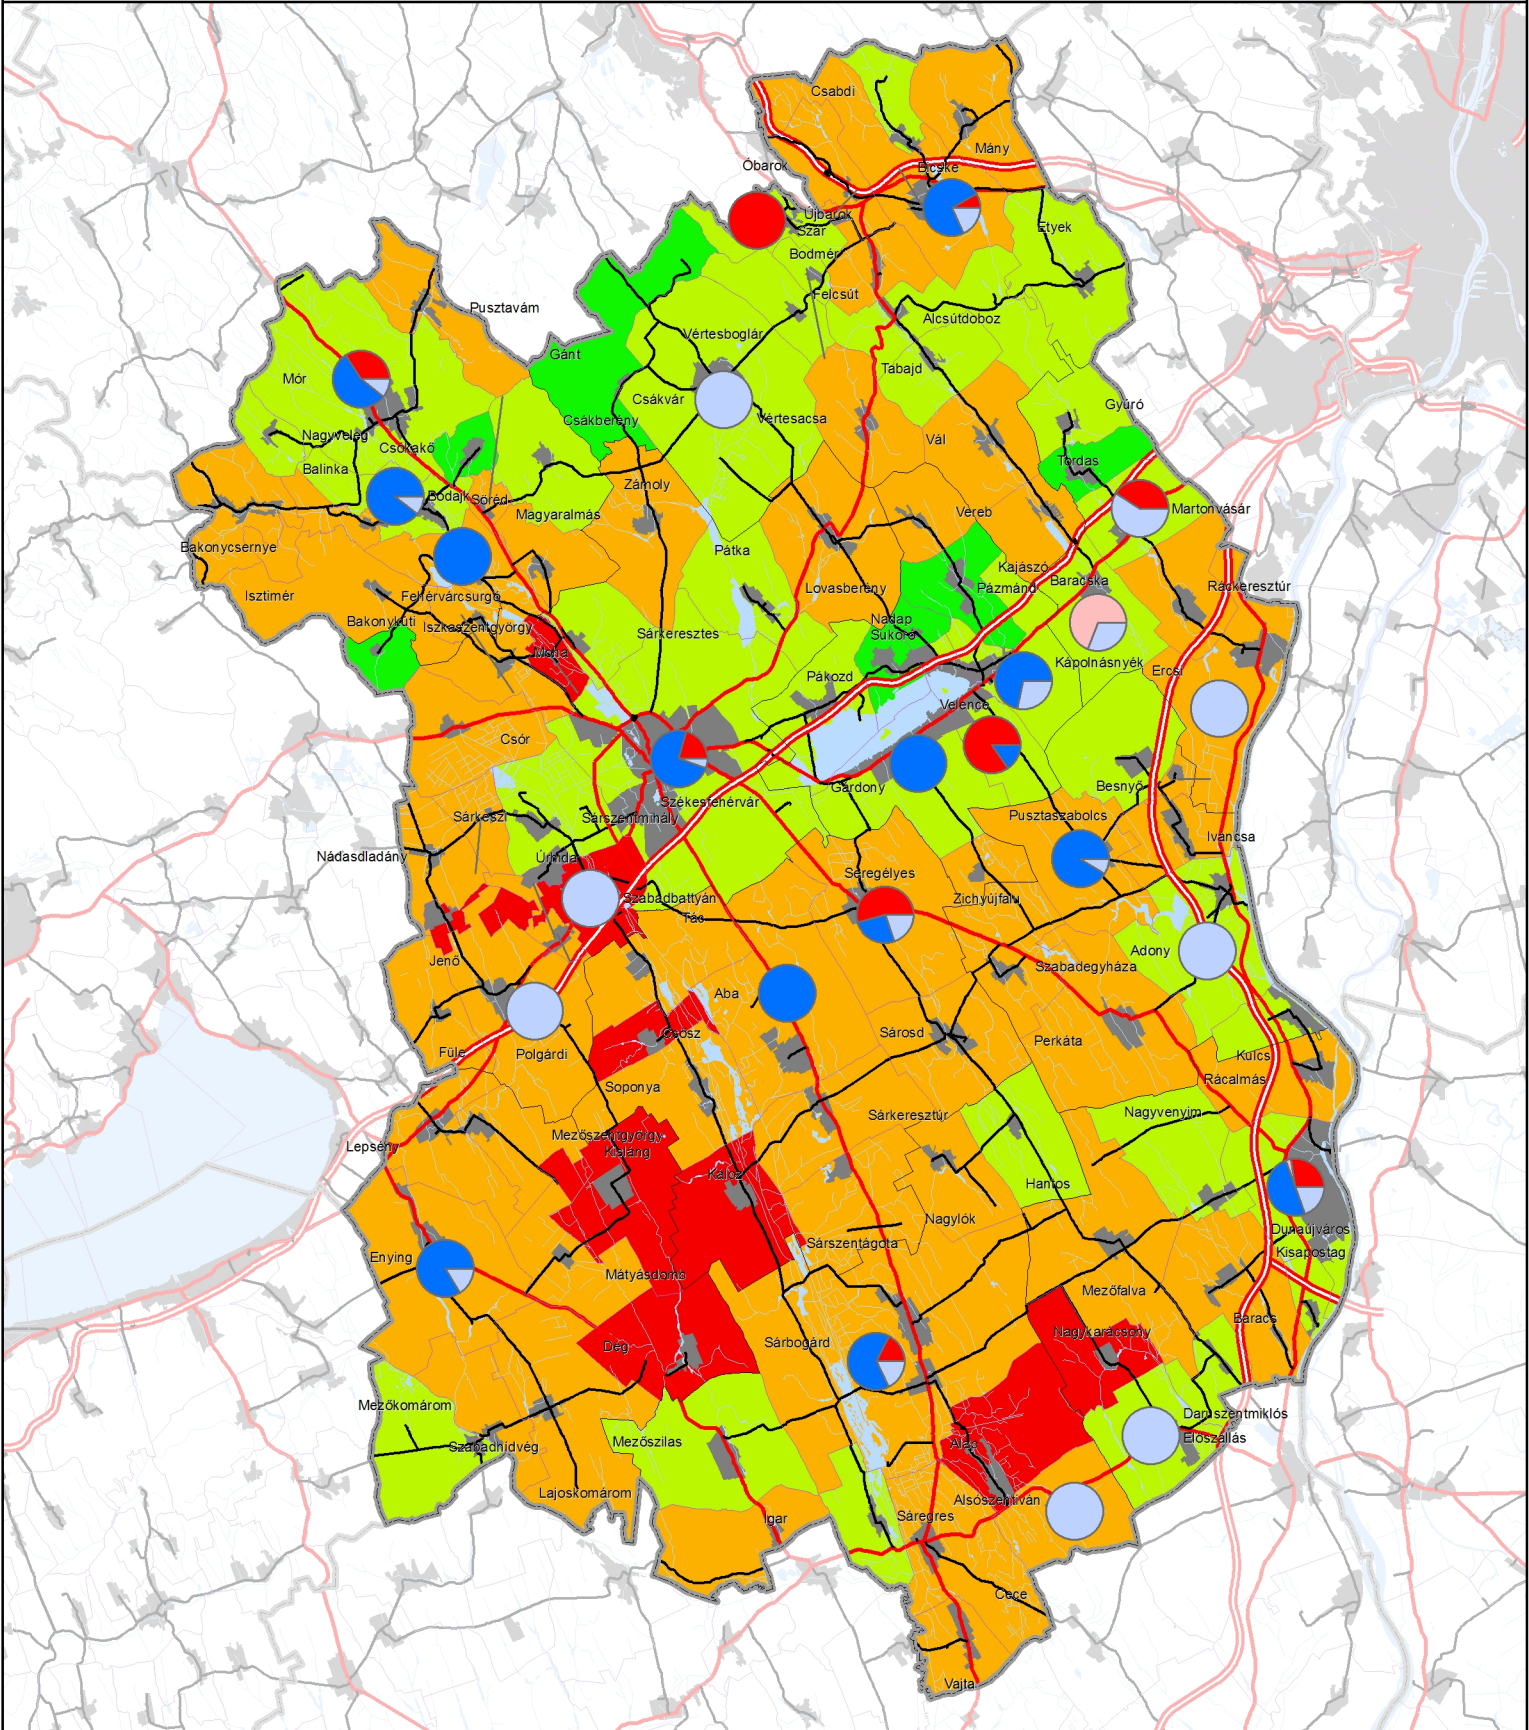 Csabdi
Mány
Óbarok
Bicske
Újbarok
Szár
Etyek
Bodmér
Felcsút
Pusztavám
Alcsútdoboz
Vértesboglár
Gánt
Tabajd
Mór
Csákvár
Gyúró
Csákberény
Vértesacsa
Nagyveleg
Vál
Csókakő
Tordas
Balinka
Zámoly
Bodajk
Söréd
Magyaralmás
Vereb
Martonvásár
Bakonycsernye
Pátka
Kajászó
Baracska
Ráckeresztúr
Isztimér
Fehérvárcsurgó
Lovasberény
Pázmánd
Bakonykúti
Iszkaszentgyörgy
Nadap
Sárkeresztes
Sukoró
Moha
Kápolnásnyék
Ercsi
Pákozd
Velence
Csór
Gárdony
Besnyő
Székesfehérvár
Sárkeszi
Sárszentmihály
Pusztaszabolcs
Iváncsa
Nádasdladány
Úrhida
Seregélyes
Szabadbattyán
Zichyújfalu
Tác
Adony
Jenő
Szabadegyháza
Aba
Csősz
Sárosd
Perkáta
Füle
Polgárdi
Kulcs
Rácalmás
Soponya
Sárkeresztúr
Nagyvenyim
Mezőszentgyörgy
Lepsény
Kisláng
Káloz
Hantos
Nagylók
Dunaújváros
Sárszentágota
Kisapostag
Enying
Mátyásdomb
Mezőfalva
Baracs
Nagykarácsony
Sárbogárd
Dég
Mezőkomárom
Daruszentmiklós
Előszállás
Mezőszilas
Alap
Szabadhídvég
Lajoskomárom
Alsószentiván
Sáregres
Igar
Cece
Vajta